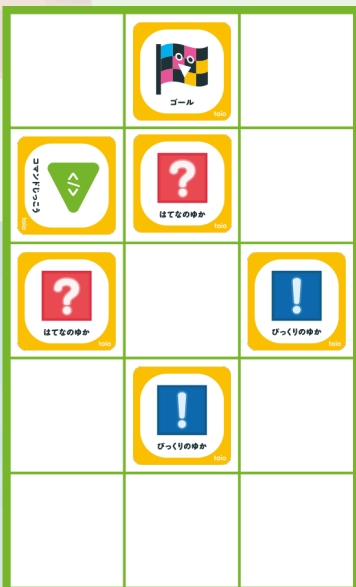 ゴール
toio
</>
コマンドじっこう
toio
?
はてなのゆか
toio
?
はてなのゆか
toio
!
びっくりのゆか
toio
!
びっくりのゆか
toio